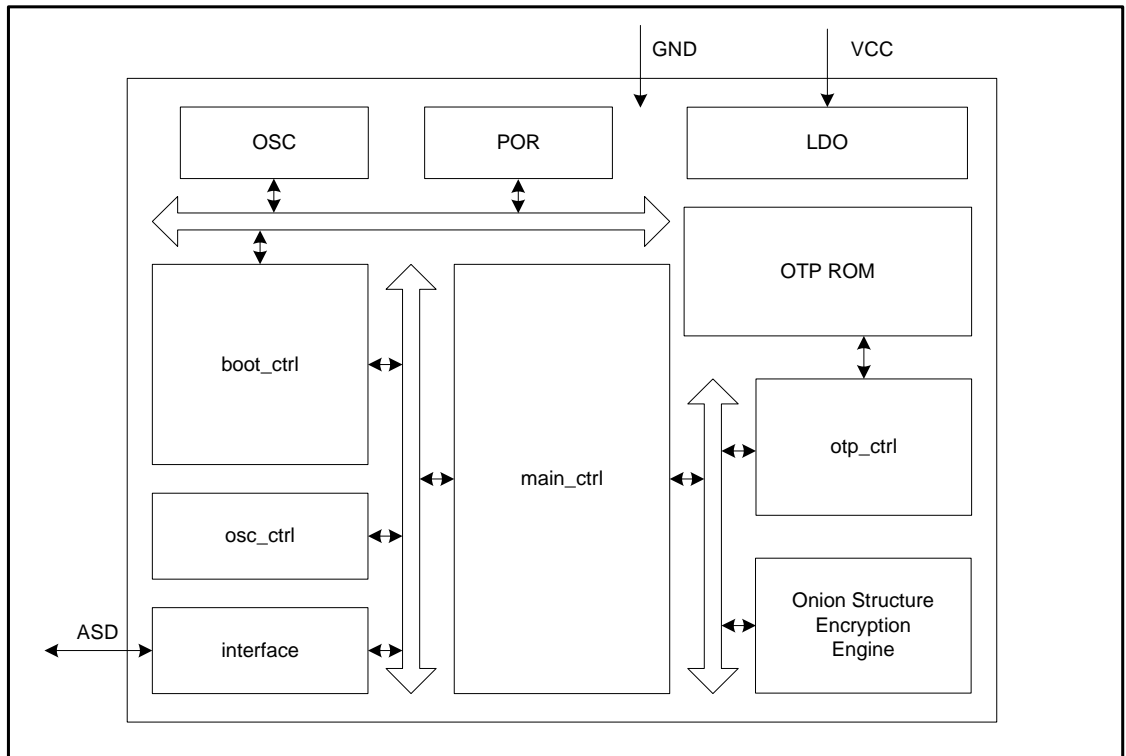 GND
VCC
OSC
POR
LDO
OTP ROM
boot_ctrl
otp_ctrl
main_ctrl
osc_ctrl
Onion Structure
Encryption
Engine
ASD
interface